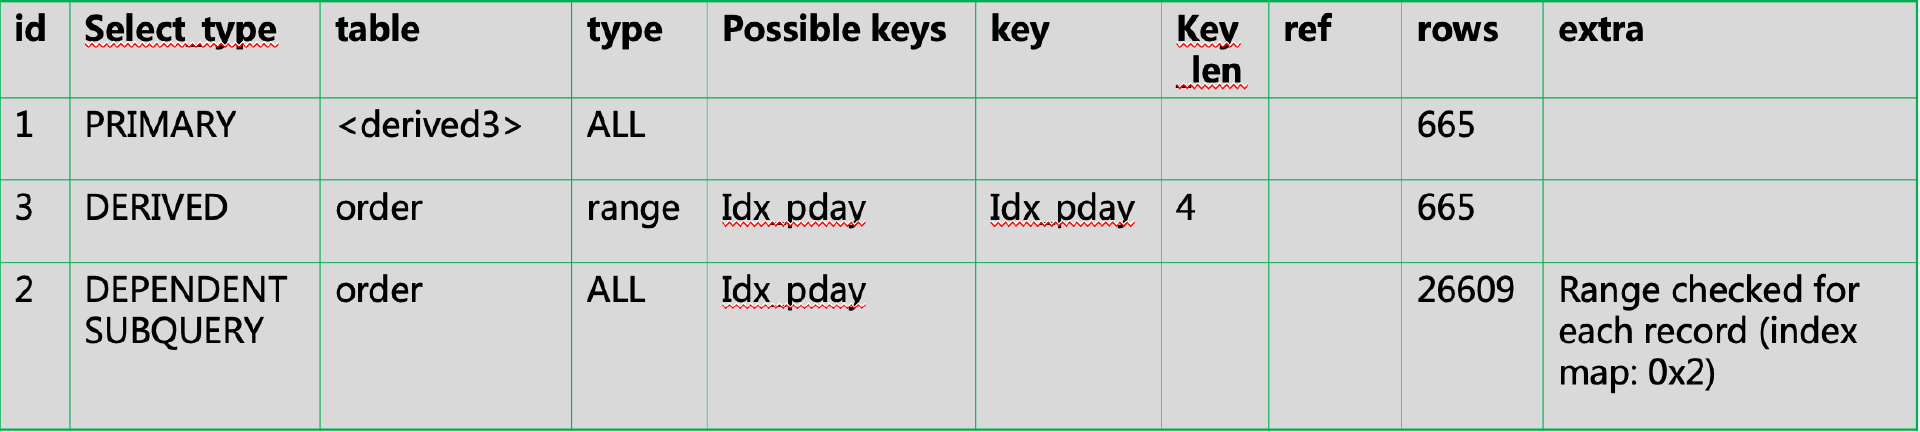 id Select_type table type Possible keys key Key_len ref rows extra
1 PRIMARY <derived3> ALL 665
3 DERIVED order range Idx_pday Idx_pday 4 665
2 DEPENDENT SUBQUERY order ALL Idx_pday 26609 Range checked for each record (index map: 0x2)